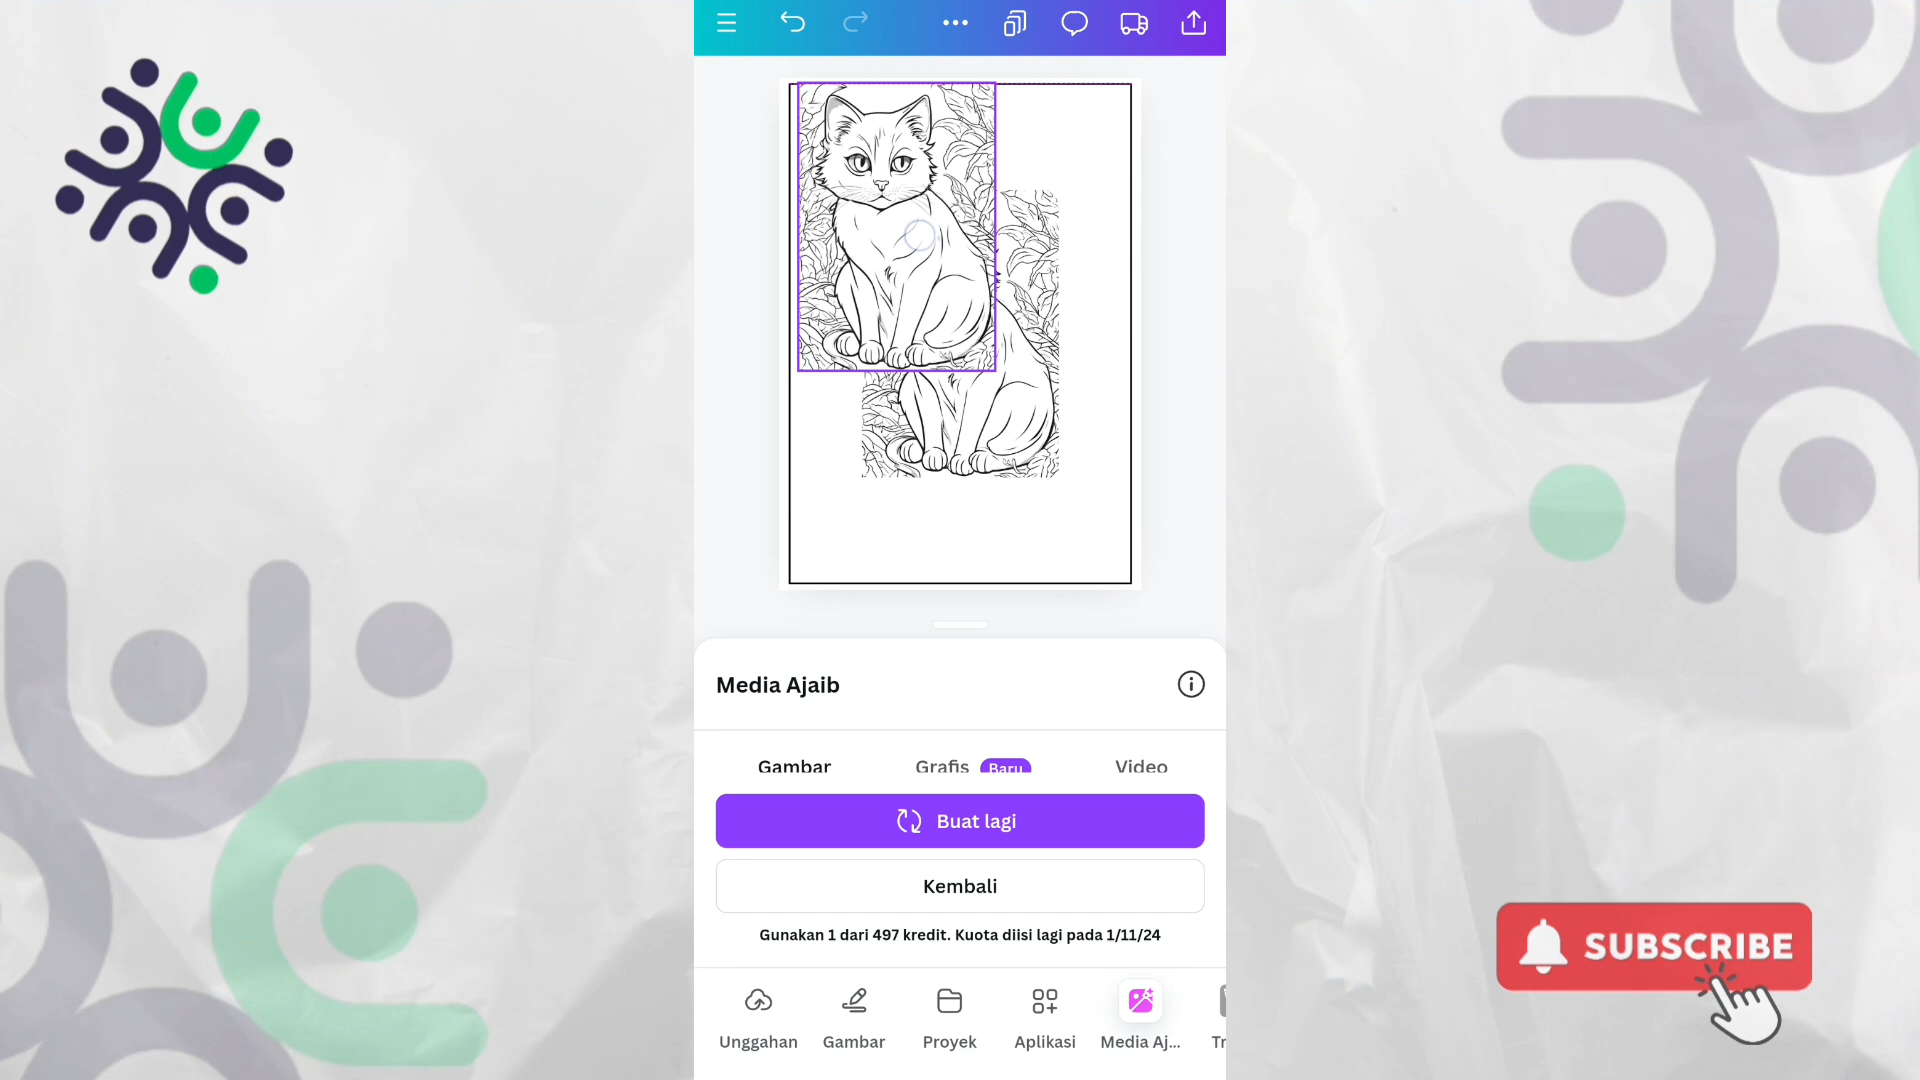 Media Ajaib
Gambar
Grafis Baru
Video
Buat lagi
Kembali
Gunakan 1 dari 497 kredit. Kuota diisi lagi pada 1/11/24
SUBSCRIBE
Unggahan
Gambar
Proyek
Aplikasi
Media Aj...
Tr